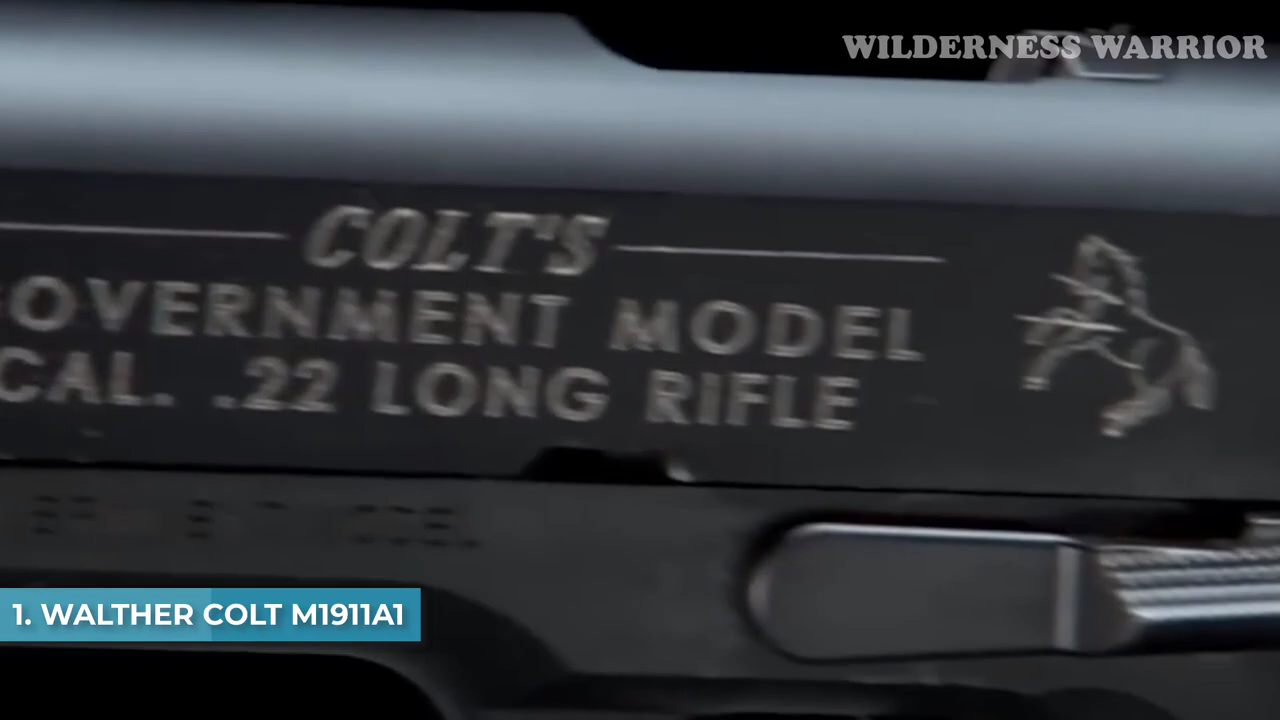 WILDERNESS WARRIOR
COLT'S
OVERNMENT MODEL
CAL. .22 LONG RIFLE
1. WALTHER COLT M1911A1